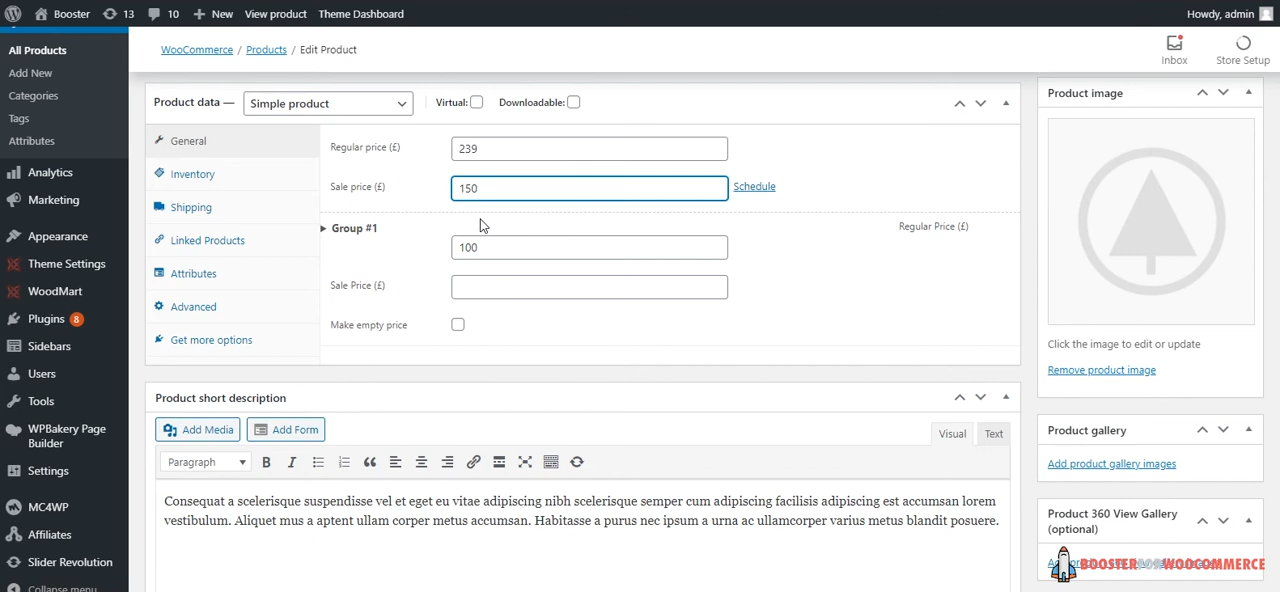 Booster 13 10 New View product Theme Dashboard Howdy, admin
All Products
Add New
Categories
Tags
Attributes
Analytics
Marketing
Appearance
Theme Settings
WoodMart
Plugins 8
Sidebars
Users
Tools
WPBakery Page
Builder
Settings
MC4WP
Affiliates
Slider Revolution
Collapse menu
WooCommerce / Products / Edit Product
Inbox
Store Setup
Product data — Simple product Virtual: Downloadable:
General
Inventory
Shipping
Linked Products
Attributes
Advanced
Get more options
Regular price (£) 239
Sale price (£) 150 Schedule
Group #1 Regular Price (£)
100
Sale Price (£)
Make empty price
Product short description
Add Media Add Form
Visual Text
Paragraph B I
Consequat a scelerisque suspendisse vel et eget eu vitae adipiscing nibh scelerisque semper cum adipiscing facilisis adipiscing est accumsan lorem
vestibulum. Aliquet mus a aptent ullam corper metus accumsan. Habitasse a purus nec ipsum a urna ac ullamcorper varius metus blandit posuere.
Product image
Click the image to edit or update
Remove product image
Product gallery
Add product gallery images
Product 360 View Gallery
(optional)
BOOSTER FOR WOOCOMMERCE